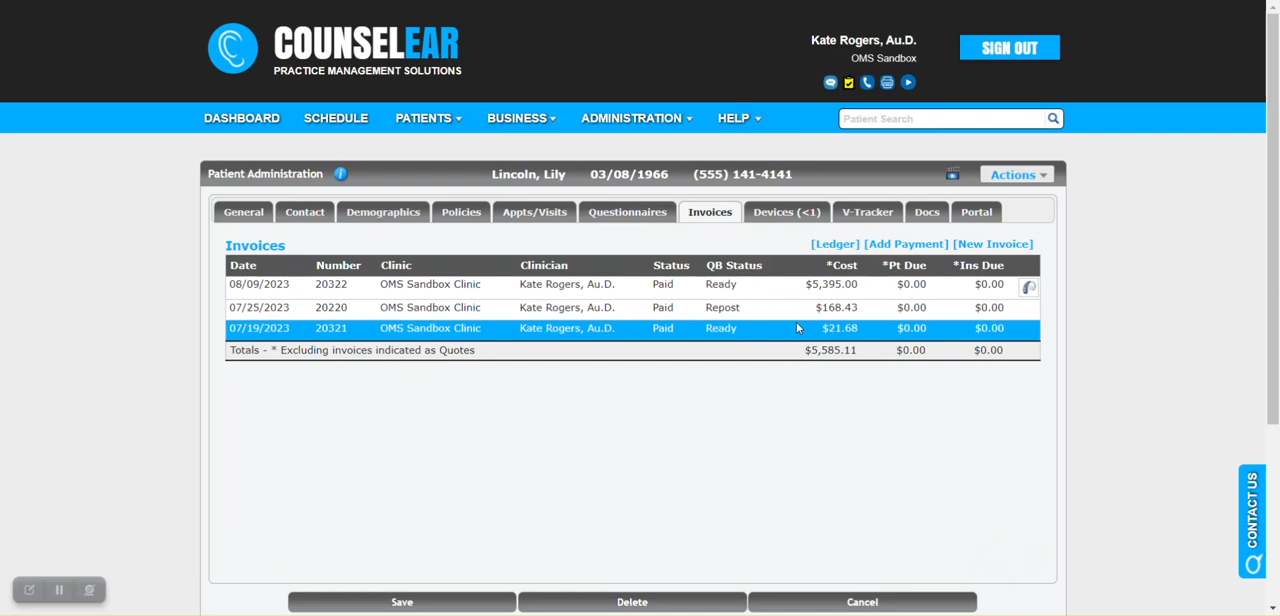 COUNSELEAR
PRACTICE MANAGEMENT SOLUTIONS
Kate Rogers, Au.D.
OMS Sandbox
SIGN OUT
DASHBOARD SCHEDULE PATIENTS BUSINESS ADMINISTRATION HELP Patient Search
Patient Administration i Lincoln, Lily 03/08/1966 (555) 141-4141 Actions
General Contact Demographics Policies Appts/Visits Questionnaires Invoices Devices (<1) V-Tracker Docs Portal
Invoices [Ledger] [Add Payment] [New Invoice]
Date Number Clinic Clinician Status QB Status *Cost *Pt Due *Ins Due
08/09/2023 20322 OMS Sandbox Clinic Kate Rogers, Au.D. Paid Ready $5,395.00 $0.00 $0.00
07/25/2023 20220 OMS Sandbox Clinic Kate Rogers, Au.D. Paid Repost $168.43 $0.00 $0.00
07/19/2023 20321 OMS Sandbox Clinic Kate Rogers, Au.D. Paid Ready $21.68 $0.00 $0.00
Totals - * Excluding invoices indicated as Quotes $5,585.11 $0.00 $0.00
CONTACT US
Save Delete Cancel